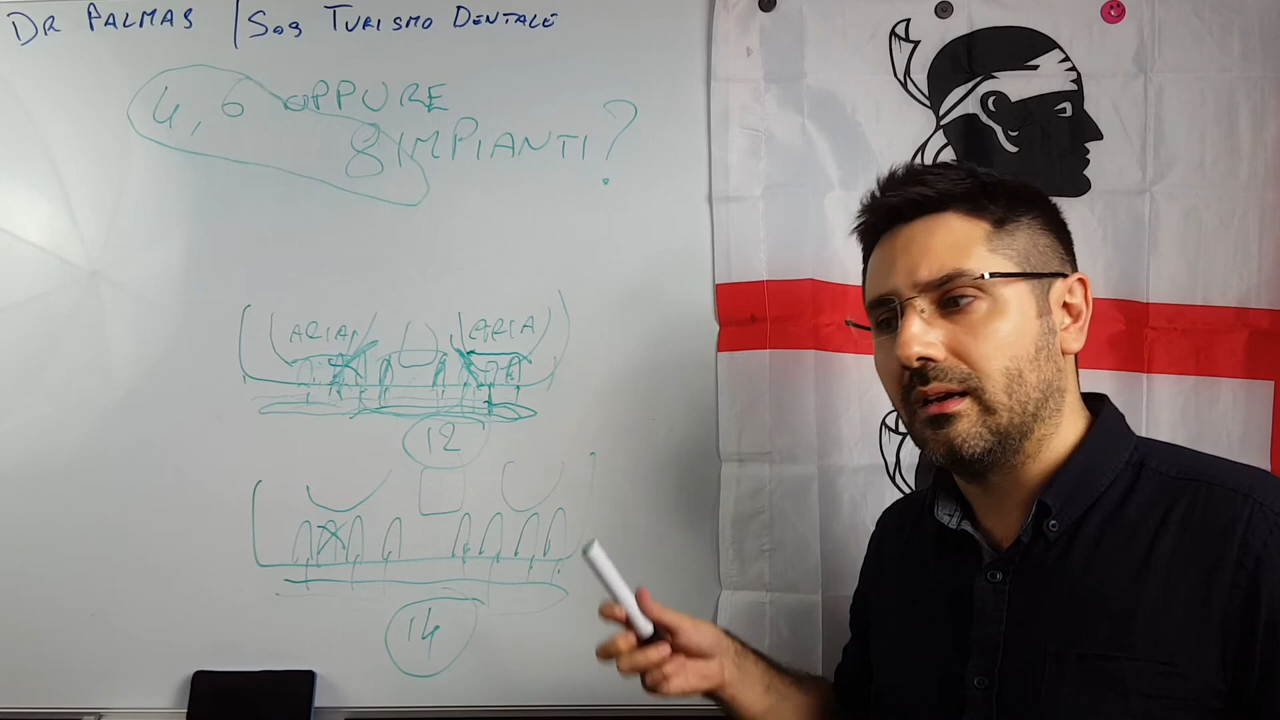 DR PALMAS | SOS TURISMO DENTALE
4, 6 OPPURE
8 IMPIANTI?
ARIA ARIA
12
14